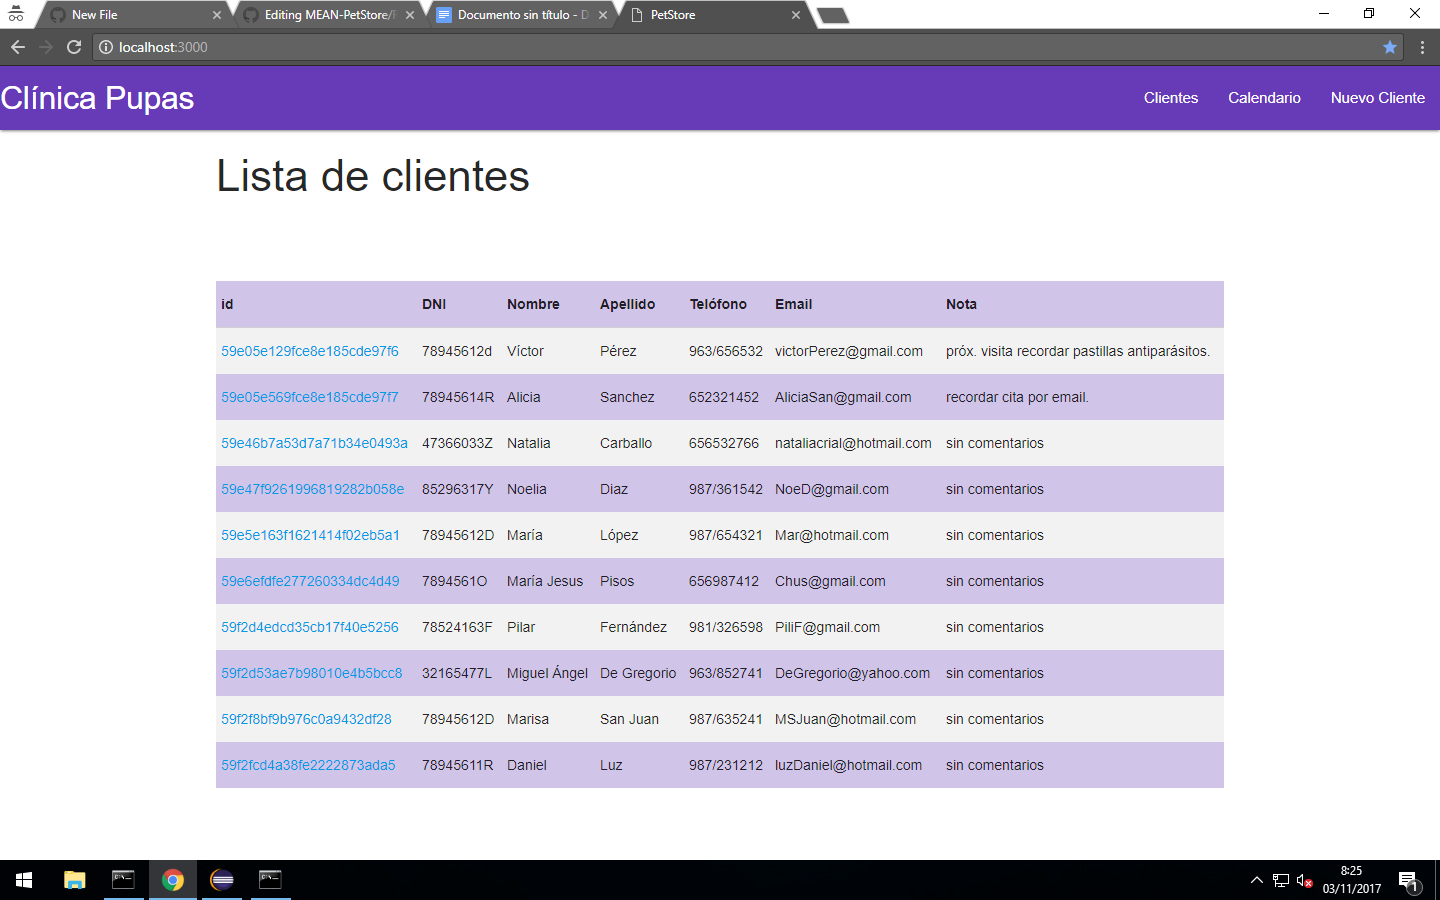 New File
Editing MEAN-PetStore/
Documento sin título - D
PetStore
localhost:3000
Clínica Pupas
Clientes Calendario Nuevo Cliente
Lista de clientes
id DNI Nombre Apellido Telófono Email Nota
59e05e129fce8e185cde97f6 78945612d Víctor Pérez 963/656532 victorPerez@gmail.com próx. visita recordar pastillas antiparásitos.
59e05e569fce8e185cde97f7 78945614R Alicia Sanchez 652321452 AliciaSan@gmail.com recordar cita por email.
59e46b7a53d7a71b34e0493a 47366033Z Natalia Carballo 656532766 nataliacrial@hotmail.com sin comentarios
59e47f9261996819282b058e 85296317Y Noelia Diaz 987/361542 NoeD@gmail.com sin comentarios
59e5e163f1621414f02eb5a1 78945612D María López 987/654321 Mar@hotmail.com sin comentarios
59e6efdfe277260334dc4d49 7894561O María Jesus Pisos 656987412 Chus@gmail.com sin comentarios
59f2d4edcd35cb17f40e5256 78524163F Pilar Fernández 981/326598 PiliF@gmail.com sin comentarios
59f2d53ae7b98010e4b5bcc8 32165477L Miguel Ángel De Gregorio 963/852741 DeGregorio@yahoo.com sin comentarios
59f2f8bf9b976c0a9432df28 78945612D Marisa San Juan 987/635241 MSJuan@hotmail.com sin comentarios
59f2fcd4a38fe2222873ada5 78945611R Daniel Luz 987/231212 luzDaniel@hotmail.com sin comentarios
8:25
03/11/2017
1